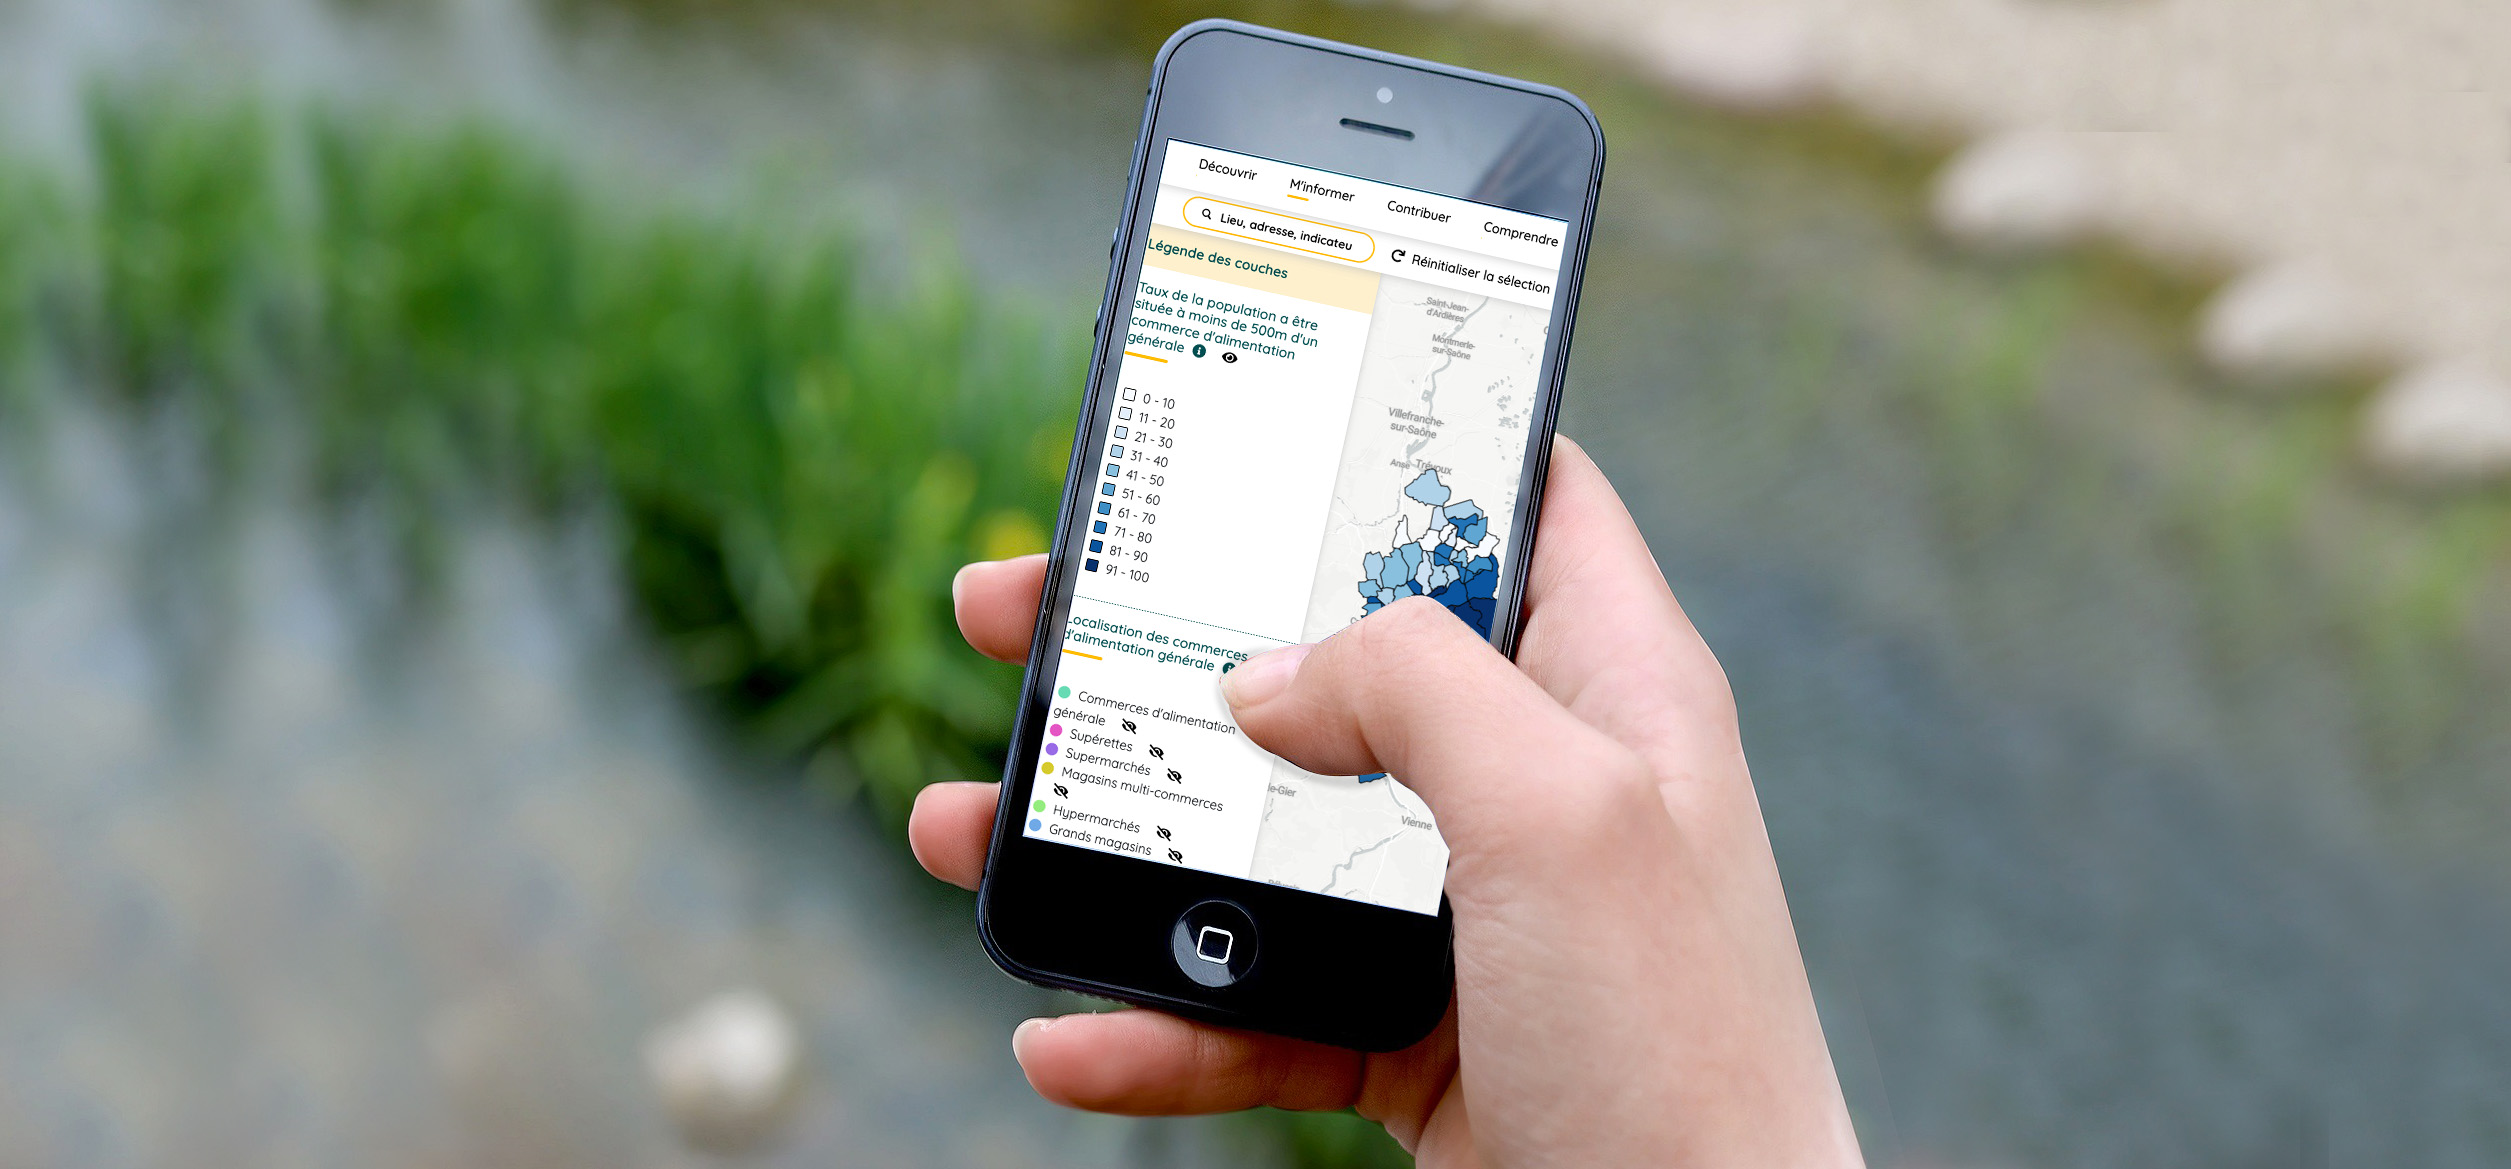 Découvrir
M'informer
Contribuer
Comprendre
Lieu, adresse, indicateu
Réinitialiser la sélection
Légende des couches
Taux de la population a être
située à moins de 500m d'un
commerce d'alimentation
générale
0 - 10
11 - 20
21 - 30
31 - 40
41 - 50
51 - 60
61 - 70
71 - 80
81 - 90
91 - 100
Localisation des commerces
d'alimentation générale
Commerces d'alimentation
générale
Supérettes
Supermarchés
Magasins multi-commerces
Hypermarchés
Grands magasins
Saint-Jean-
d'Ardières
Montmerle-
sur-Saône
Villefranche-
sur-Saône
Anse
Trévoux
le-Gier
Vienne